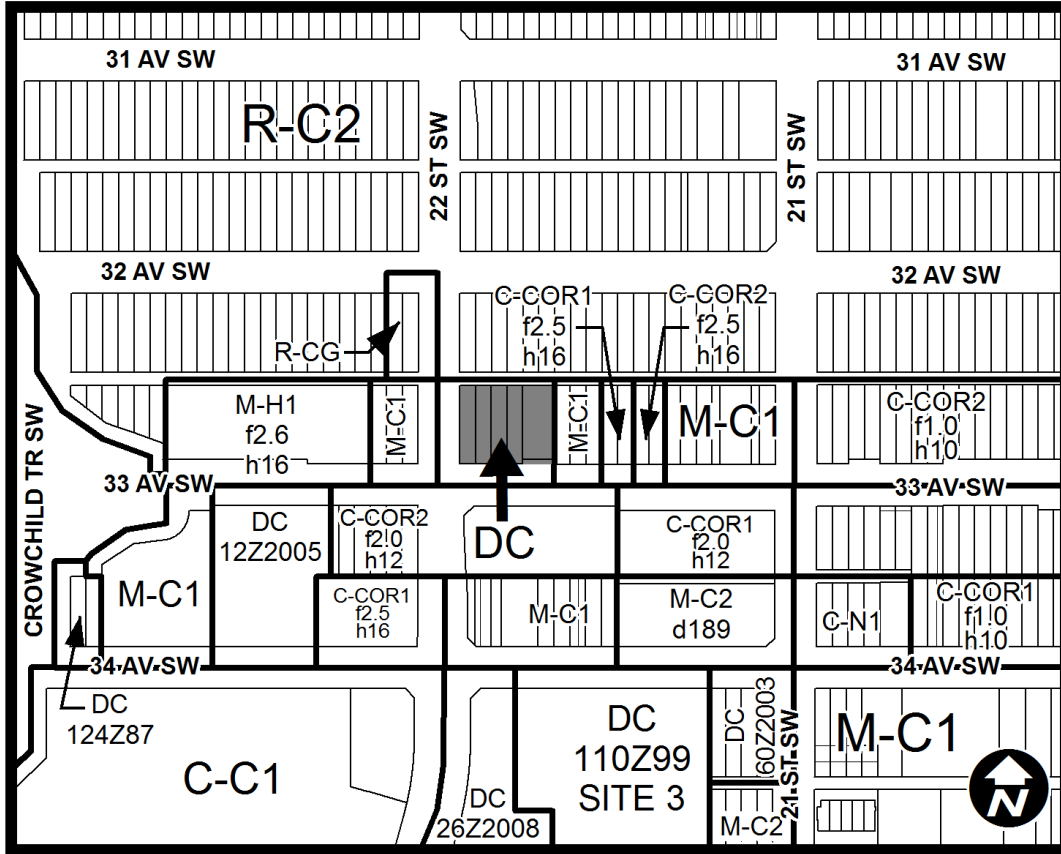 31 AV SW
31 AV SW
R-C2
22 ST SW
21 ST SW
32 AV SW
32 AV SW
C-COR1
f2.5
h16
C-COR2
f2.5
h16
R-CG
M-H1
f2.6
h16
M-C1
M-C1
M-C1
C-COR2
f1.0
h10
CROWCHILD TR SW
33 AV SW
33 AV SW
DC
12Z2005
C-COR2
f2.0
h12
DC
C-COR1
f2.0
h12
M-C1
C-COR1
f2.5
h16
M-C1
M-C2
d189
C-N1
C-COR1
f1.0
h10
34 AV SW
34 AV SW
DC
124Z87
C-C1
DC
26Z2008
DC
110Z99
SITE 3
DC
60Z2003
21 ST SW
M-C1
M-C2
N